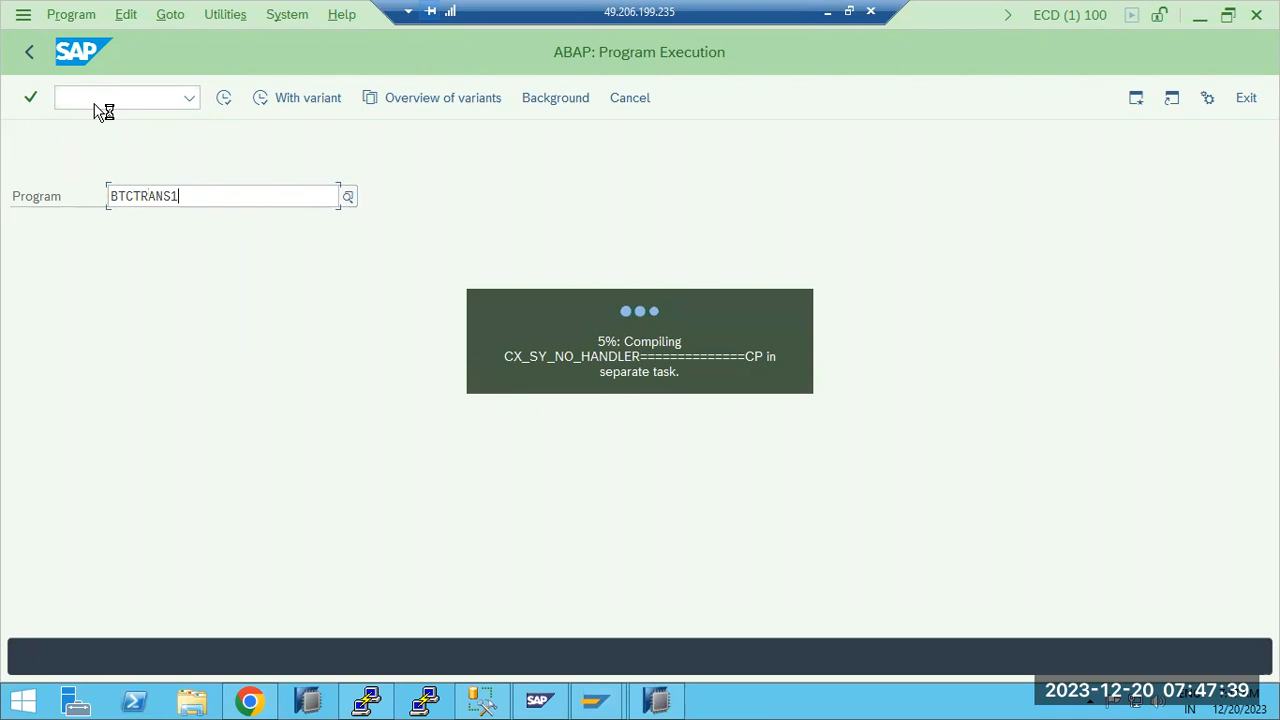 Program Edit Goto Utilities System Help 49.206.199.235 ECD (1) 100
SAP ABAP: Program Execution
With variant Overview of variants Background Cancel Exit
Program BTCTRANS1
5%: Compiling
CX_SY_NO_HANDLER==============CP in
separate task.
2023-12-20 07:47:39
IN 12/20/2023